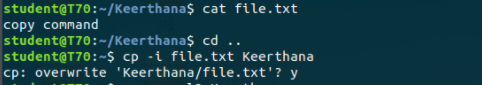 student@T70:~/Keerthana$ cat file.txt
copy command
student@T70:~/Keerthana$ cd ..
student@T70:~$ cp -i file.txt Keerthana
cp: overwrite 'Keerthana/file.txt'? y